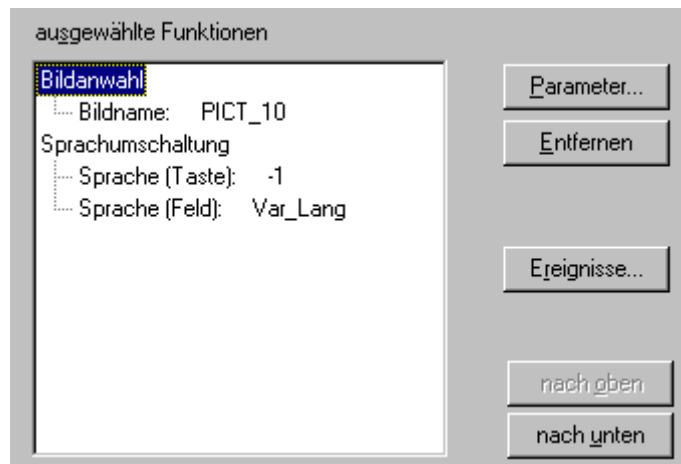 ausgewählte Funktionen
Bildanwahl
Bildname: PICT_10
Sprachumschaltung
Sprache (Taste): -1
Sprache (Feld): Var_Lang
Parameter...
Entfernen
Ereignisse...
nach oben
nach unten